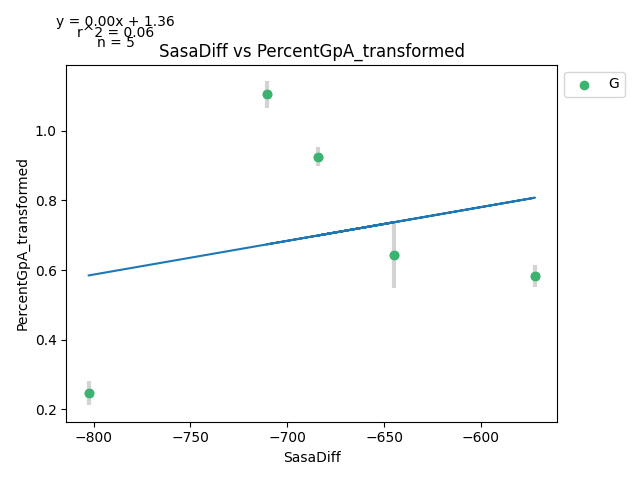 y = 0.00x + 1.36
r^2 = 0.06
n = 5
SasaDiff vs PercentGpA_transformed
G
PercentGpA_transformed
1.0
0.8
0.6
0.4
0.2
−800
−750
−700
−650
−600
SasaDiff